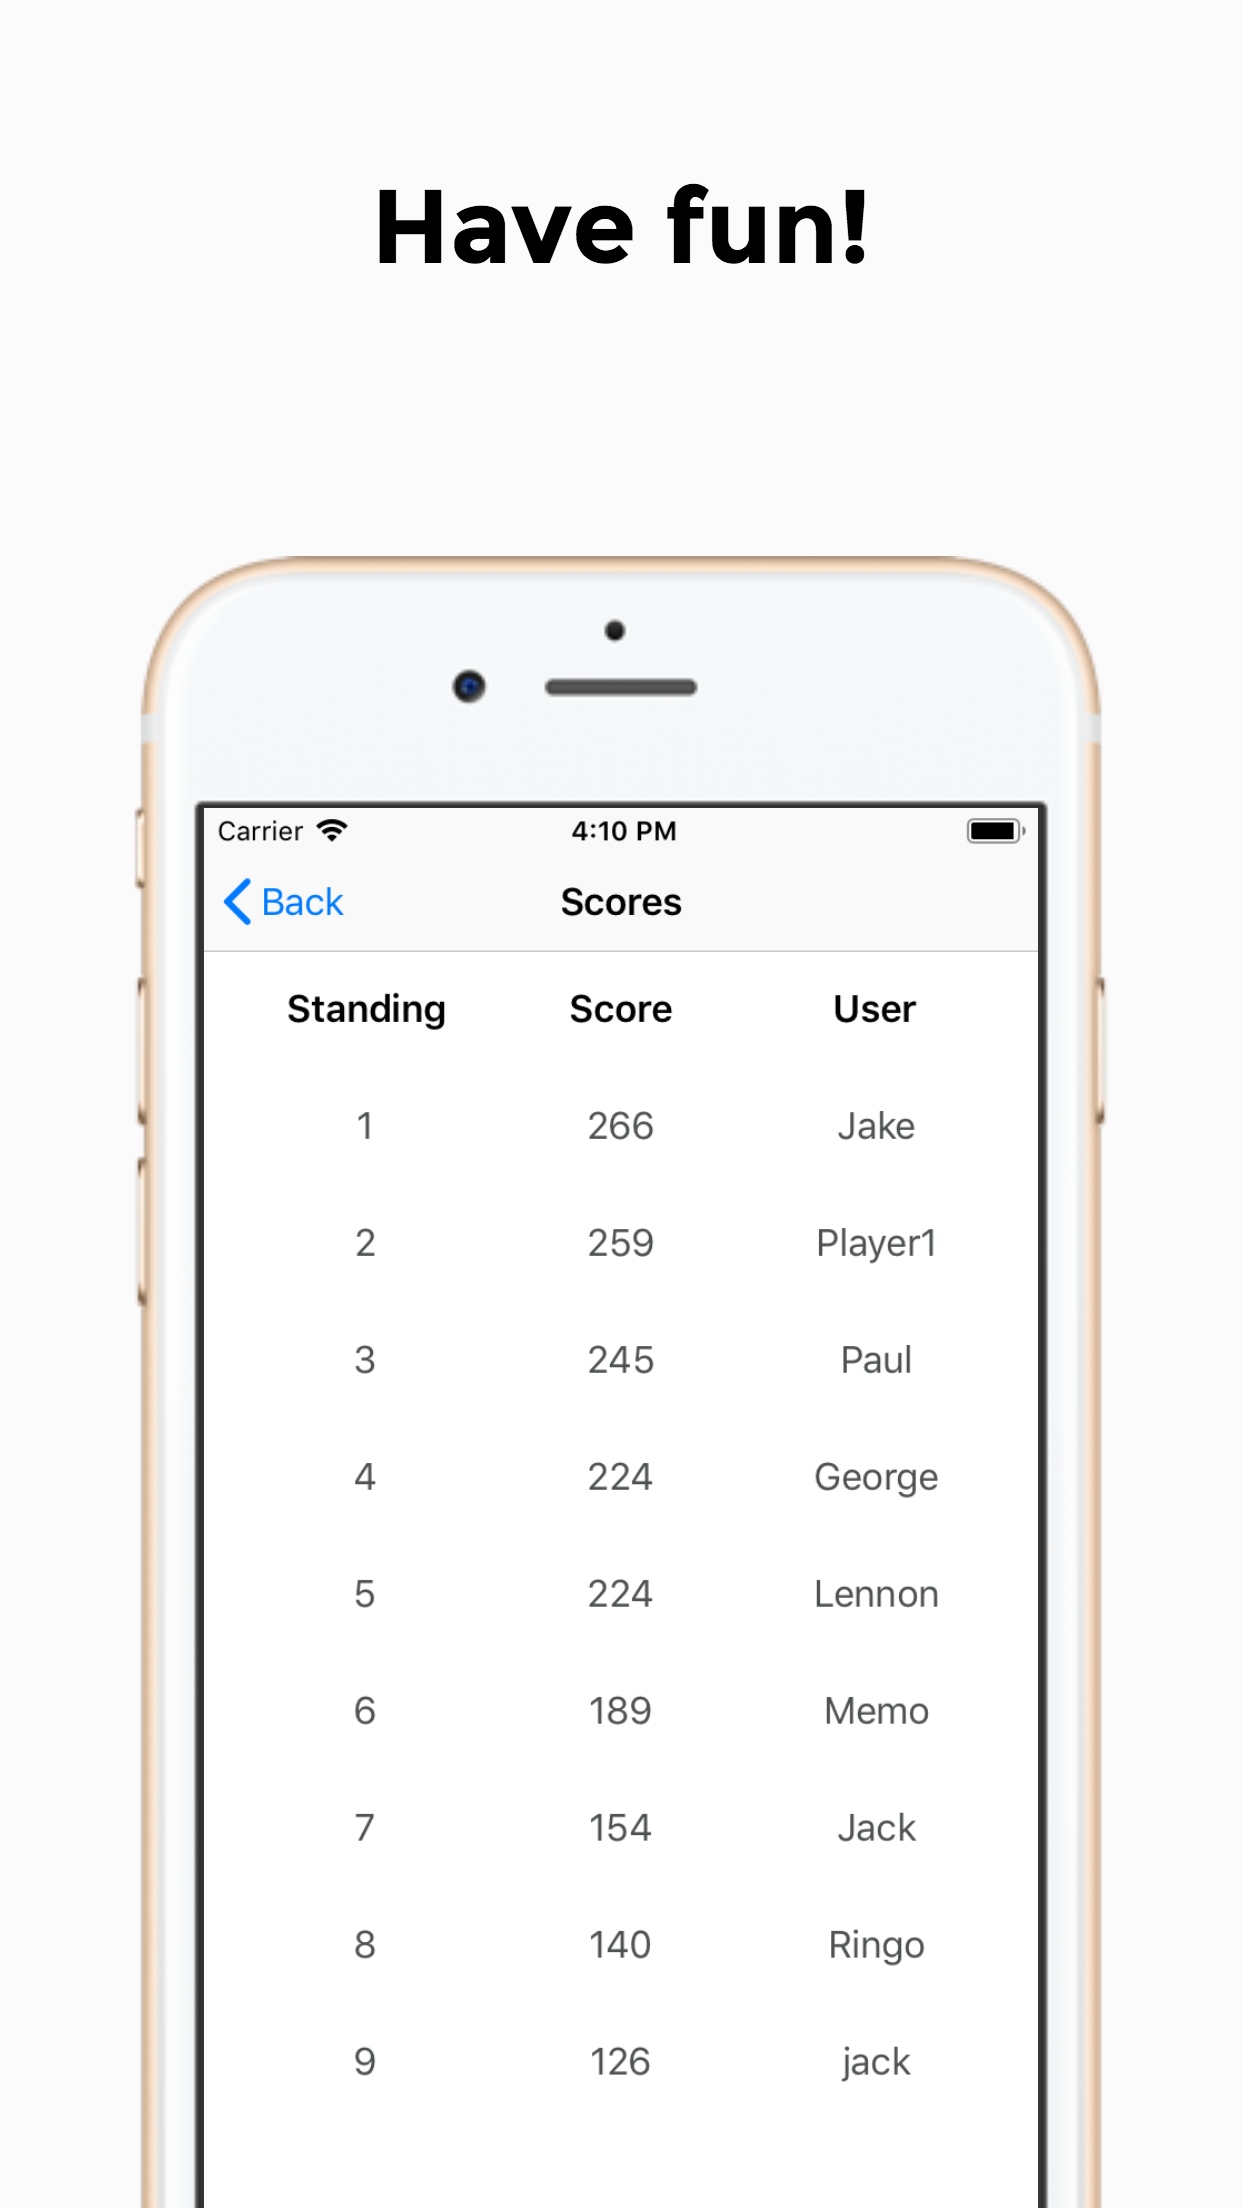 Have fun!
Carrier 4:10 PM
Back Scores
Standing Score User
1 266 Jake
2 259 Player1
3 245 Paul
4 224 George
5 224 Lennon
6 189 Memo
7 154 Jack
8 140 Ringo
9 126 jack